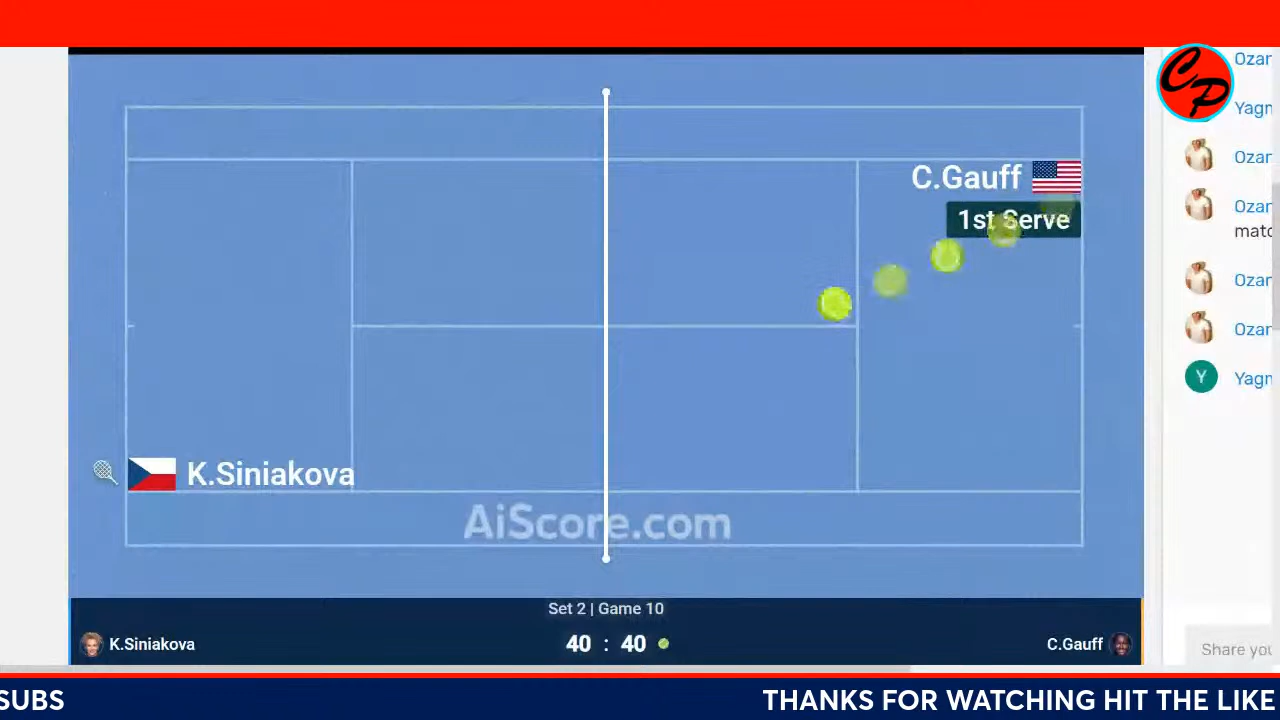 CP
Ozar
Yagn
Ozar
Ozar
matc
Ozar
Ozar
Y Yagn
C.Gauff
1st Serve
K.Siniakova
AiScore.com
Set 2 | Game 10
K.Siniakova 40 : 40 C.Gauff
Share you
SUBS THANKS FOR WATCHING HIT THE LIKE